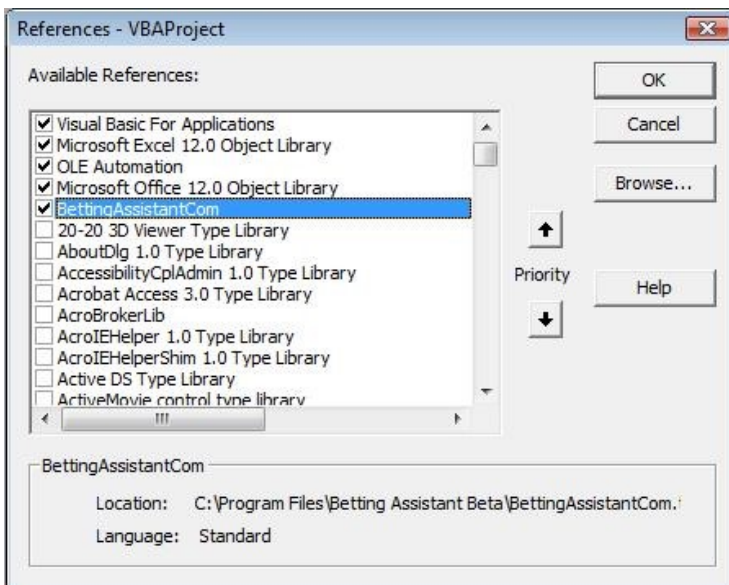 References - VBAProject
Available References:
OK
Visual Basic For Applications
Microsoft Excel 12.0 Object Library
OLE Automation
Microsoft Office 12.0 Object Library
BettingAssistantCom
20-20 3D Viewer Type Library
AboutDlg 1.0 Type Library
AccessibilityCplAdmin 1.0 Type Library
Acrobat Access 3.0 Type Library
AcroBrokerLib
AcroIEHelper 1.0 Type Library
AcroIEHelperShim 1.0 Type Library
Active DS Type Library
ActiveMovie control type library
Cancel
Browse...
Priority
Help
BettingAssistantCom
Location: C:\Program Files\Betting Assistant Beta\BettingAssistantCom.
Language: Standard